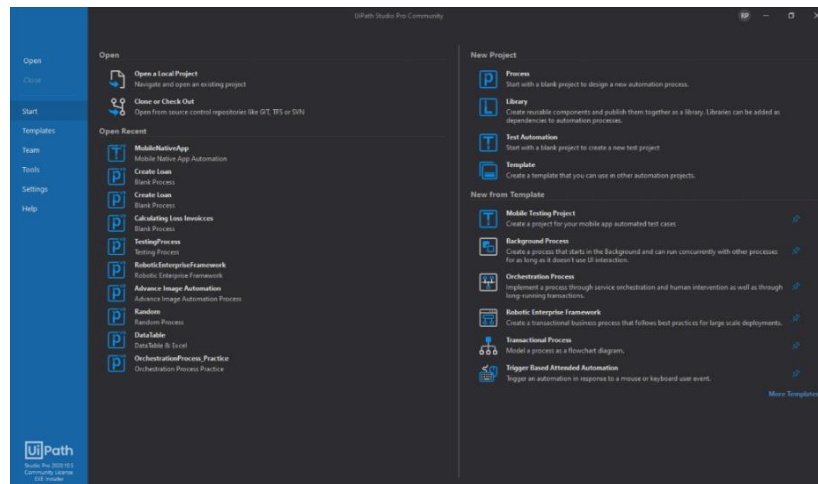 UiPath Studio Pro Community
RP
Open
Close
Start
Templates
Team
Tools
Settings
Help
UiPath
Studio Pro 2020.10.5
Community License
EXE Installer
Open
Open a Local Project
Navigate and open an existing project
Clone or Check Out
Open from source control repositories like GIT, TFS or SVN
Open Recent
MobileNativeApp
Mobile Native App Automation
Create Loan
Blank Process
Create Loan
Blank Process
Calculating Loss Invoicces
Blank Process
TestingProcess
Testing Process
RoboticEnterpriseFramework
Robotic Enterprise Framework
Advance Image Automation
Advance Image Automation Process
Random
Random Process
DataTable
DataTable & Excel
OrchestrationProcess_Practice
Orchestration Process Practice
New Project
Process
Start with a blank project to design a new automation process.
Library
Create reusable components and publish them together as a library. Libraries can be added as
dependencies to automation processes.
Test Automation
Start with a blank project to create a new test project
Template
Create a template that you can use in other automation projects.
New from Template
Mobile Testing Project
Create a project for your mobile app automated test cases
Background Process
Create a process that starts in the Background and can run concurrently with other processes
for as long as it doesn't use UI interaction.
Orchestration Process
Implement a process through service orchestration and human intervention as well as through
long-running transactions.
Robotic Enterprise Framework
Create a transactional business process that follows best practices for large scale deployments.
Transactional Process
Model a process as a flowchart diagram.
Trigger Based Attended Automation
Trigger an automation in response to a mouse or keyboard user event.
More Templates